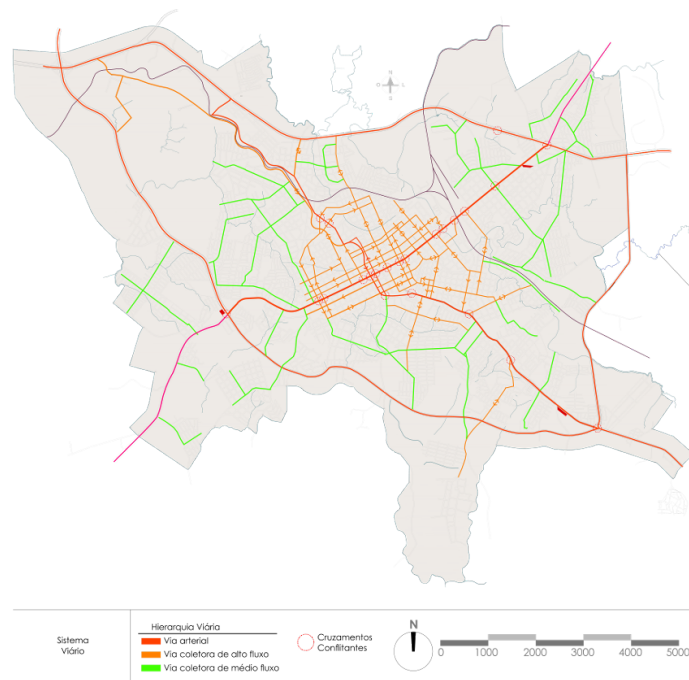 N
Sistema
Viário
Hierarquia Viária
Via arterial
Via coletora de alto fluxo
Via coletora de médio fluxo
Cruzamentos
Conflitantes
N
0 1000 2000 3000 4000 5000